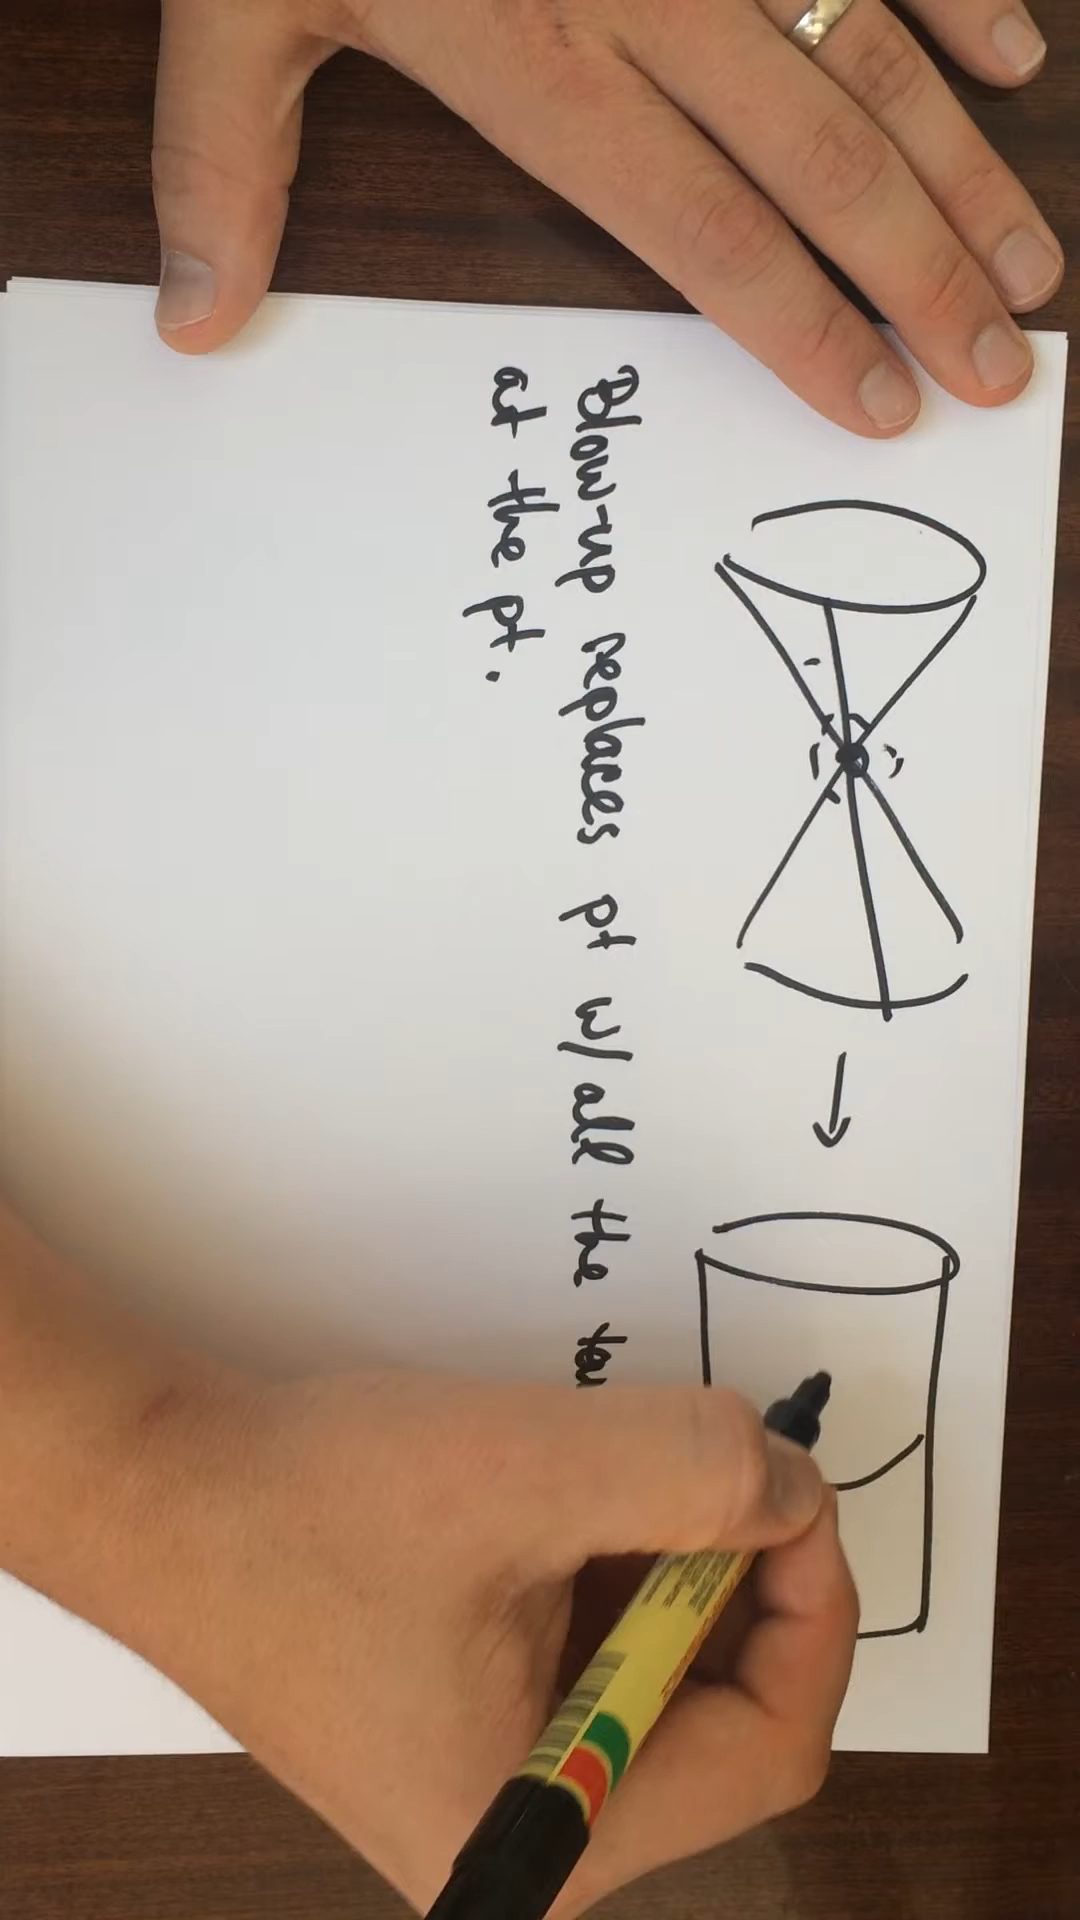 Blow-up replaces pt w/ all the
at the pt.